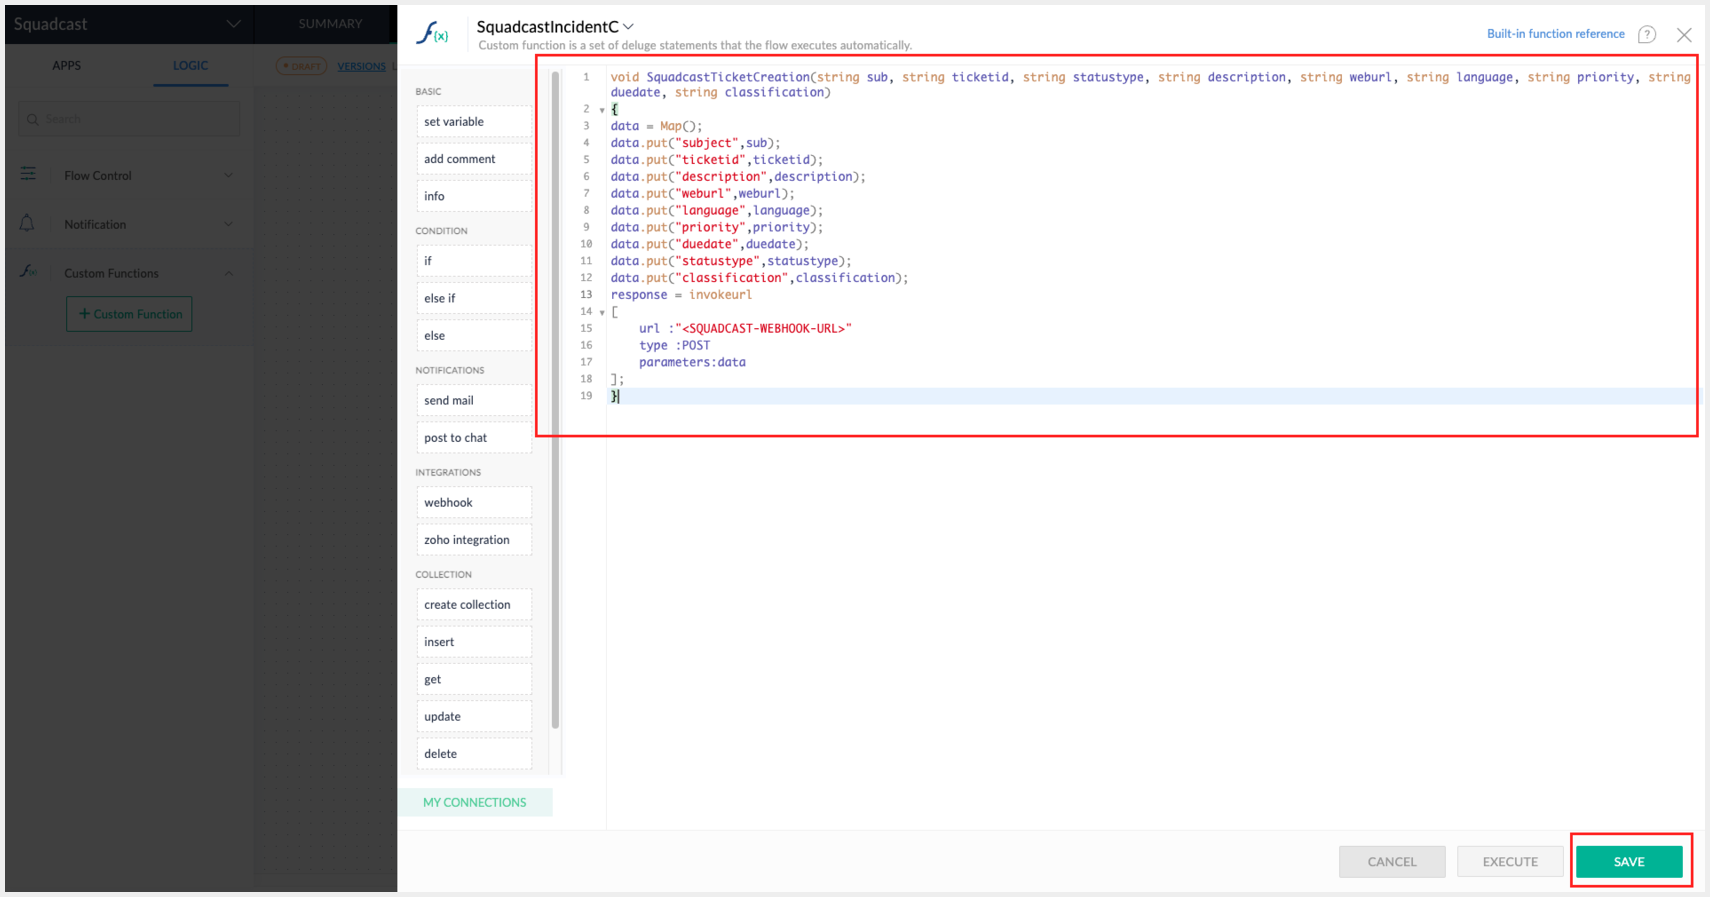 Squadcast
SUMMARY
APPS
LOGIC
DRAFT
VERSIONS
L
Search
Flow Control
Notification
Custom Functions
+ Custom Function
f(x)
SquadcastIncidentC
Custom function is a set of deluge statements that the flow executes automatically.
Built-in function reference
?
BASIC
set variable
add comment
info
CONDITION
if
else if
else
NOTIFICATIONS
send mail
post to chat
INTEGRATIONS
webhook
zoho integration
COLLECTION
create collection
insert
get
update
delete
MY CONNECTIONS
1 void SquadcastTicketCreation(string sub, string ticketid, string statustype, string description, string weburl, string language, string priority, string
duedate, string classification)
2 {
3 data = Map();
4 data.put("subject",sub);
5 data.put("ticketid",ticketid);
6 data.put("description",description);
7 data.put("weburl",weburl);
8 data.put("language",language);
9 data.put("priority",priority);
10 data.put("duedate",duedate);
11 data.put("statustype",statustype);
12 data.put("classification",classification);
13 response = invokeurl
14 [
15 url :"<SQUADCAST-WEBHOOK-URL>"
16 type :POST
17 parameters:data
18 ];
19 }
CANCEL
EXECUTE
SAVE